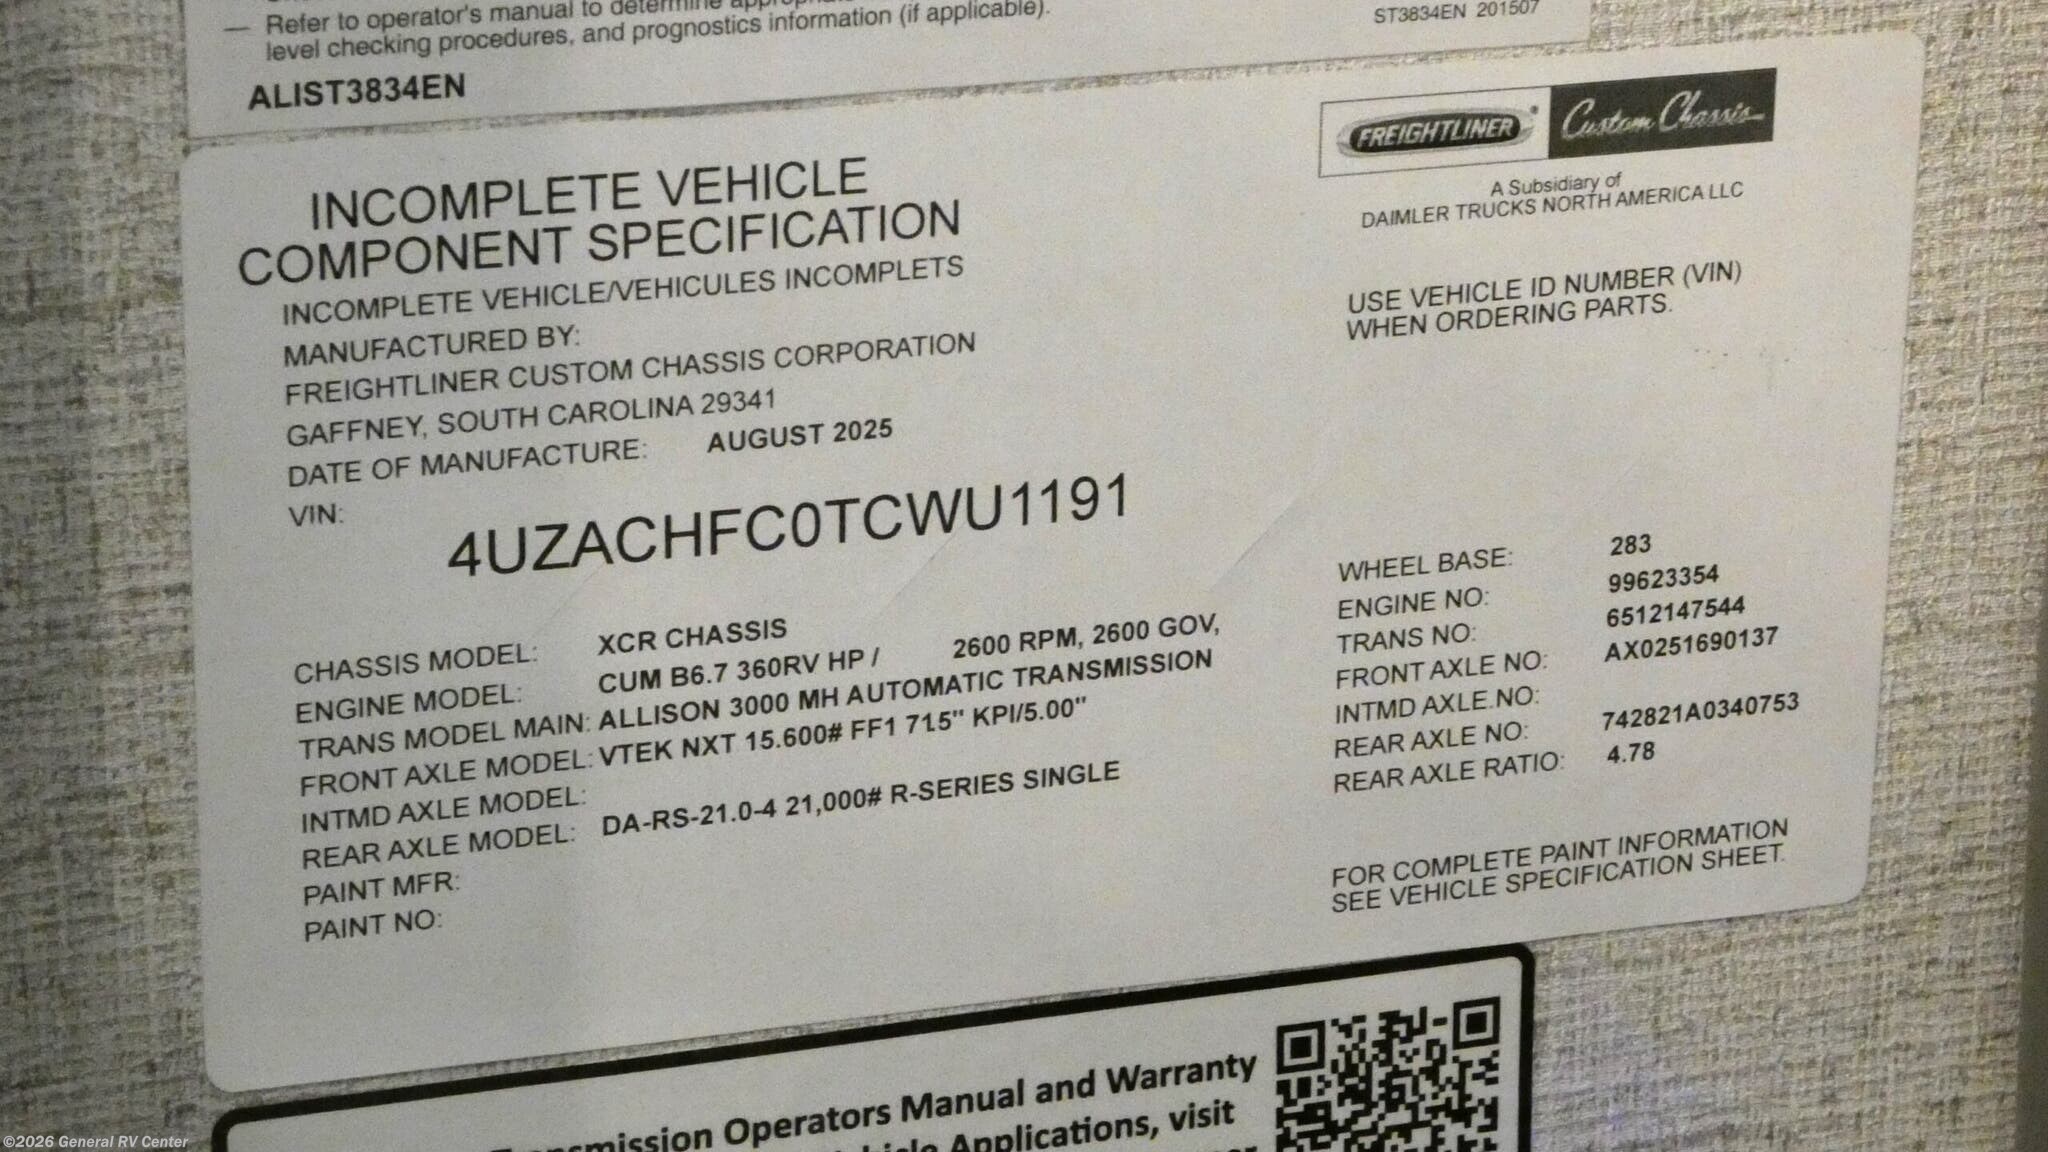 — Refer to operator's manual to determine
level checking procedures, and prognostics information (if applicable).
ST3834EN 201507
ALIST3834EN
FREIGHTLINER Custom Chassis
A Subsidiary of
DAIMLER TRUCKS NORTH AMERICA LLC
INCOMPLETE VEHICLE
COMPONENT SPECIFICATION
INCOMPLETE VEHICLE/VEHICULES INCOMPLETS
MANUFACTURED BY:
FREIGHTLINER CUSTOM CHASSIS CORPORATION
GAFFNEY, SOUTH CAROLINA 29341
DATE OF MANUFACTURE: AUGUST 2025
VIN:
4UZACHFC0TCWU1191
USE VEHICLE ID NUMBER (VIN)
WHEN ORDERING PARTS.
CHASSIS MODEL: XCR CHASSIS
ENGINE MODEL: CUM B6.7 360RV HP / 2600 RPM, 2600 GOV,
TRANS MODEL MAIN: ALLISON 3000 MH AUTOMATIC TRANSMISSION
FRONT AXLE MODEL: VTEK NXT 15.600# FF1 71.5" KPI/5.00"
INTMD AXLE MODEL:
REAR AXLE MODEL: DA-RS-21.0-4 21,000# R-SERIES SINGLE
PAINT MFR:
PAINT NO:
WHEEL BASE: 283
ENGINE NO: 99623354
TRANS NO: 6512147544
FRONT AXLE NO: AX0251690137
INTMD AXLE.NO:
REAR AXLE NO: 742821A0340753
REAR AXLE RATIO: 4.78
FOR COMPLETE PAINT INFORMATION
SEE VEHICLE SPECIFICATION SHEET.
Operators Manual and Warranty
Applications, visit
©2026 General RV Center